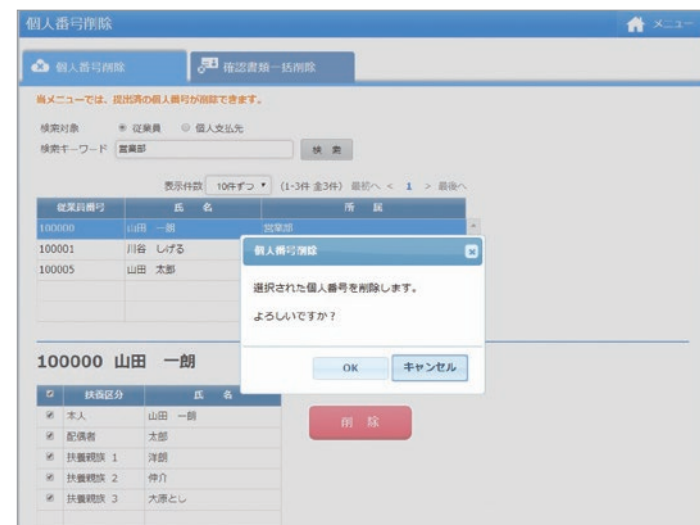 個人番号削除
メニュー
個人番号削除
確認書類一括削除
当メニューでは、提出済の個人番号が削除できます。
検索対象 従業員 個人支払先
検索キーワード 営業部 検 索
表示件数 10件ずつ (1-3件 全3件) 最初へ < 1 > 最後へ
従業員番号 氏 名 所 属
100000 山田 一朗 営業部
100001 川谷 しげる
100005 山田 太郎
個人番号削除
選択された個人番号を削除します。
よろしいですか？
OK キャンセル
100000 山田 一朗
扶養区分 氏 名
本人 山田 一朗
配偶者 太郎
扶養親族 1 洋朗
扶養親族 2 仲介
扶養親族 3 大原とし
削 除